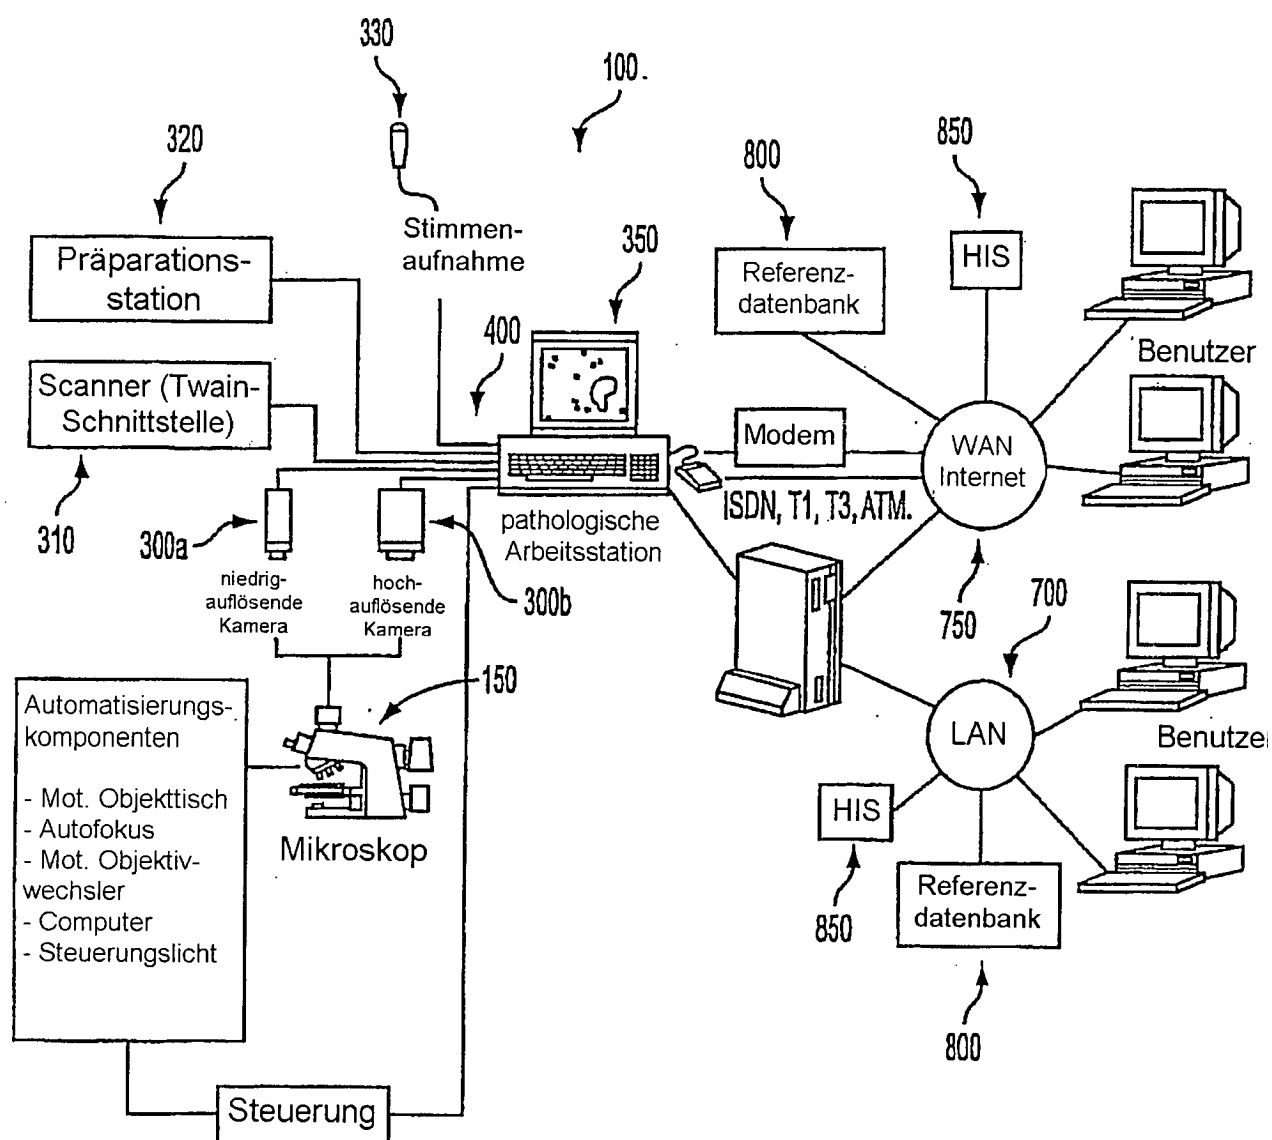 330
100.
320
800
850
Stimmen-
aufnahme
350
Präparations-
station
Referenz-
datenbank
HIS
400
Benutzer
Scanner (Twain-
Schnittstelle)
Modem
WAN
Internet
ISDN, T1, T3, ATM.
310
300a
pathologische
Arbeitsstation
niedrig-
auflösende
Kamera
hoch-
auflösende
Kamera
300b
750
700
150
Automatisierungs-
komponenten
- Mot. Objekttisch
- Autofokus
- Mot. Objektiv-
wechsler
- Computer
- Steuerungslicht
Mikroskop
LAN
Benutzer
HIS
850
Referenz-
datenbank
800
Steuerung